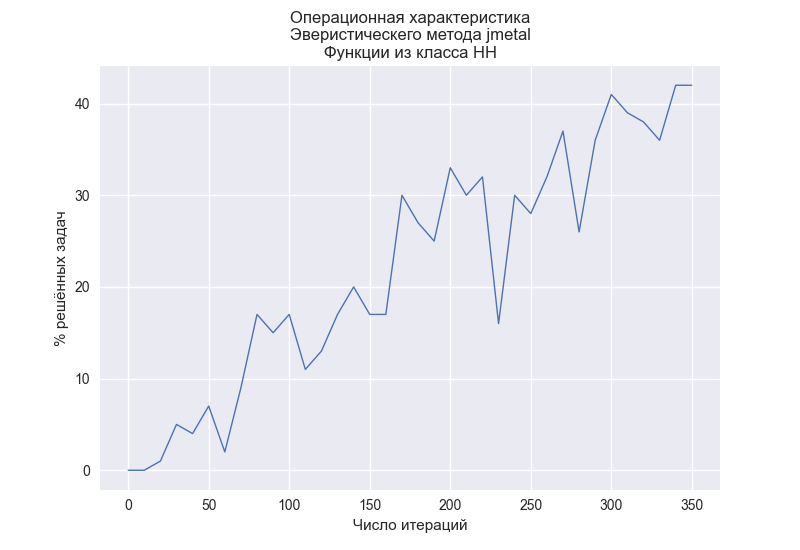 Операционная характеристика
Эверистическего метода jmetal
Функции из класса HH
% решённых задач
40
30
20
10
0
0 50 100 150 200 250 300 350
Число итераций